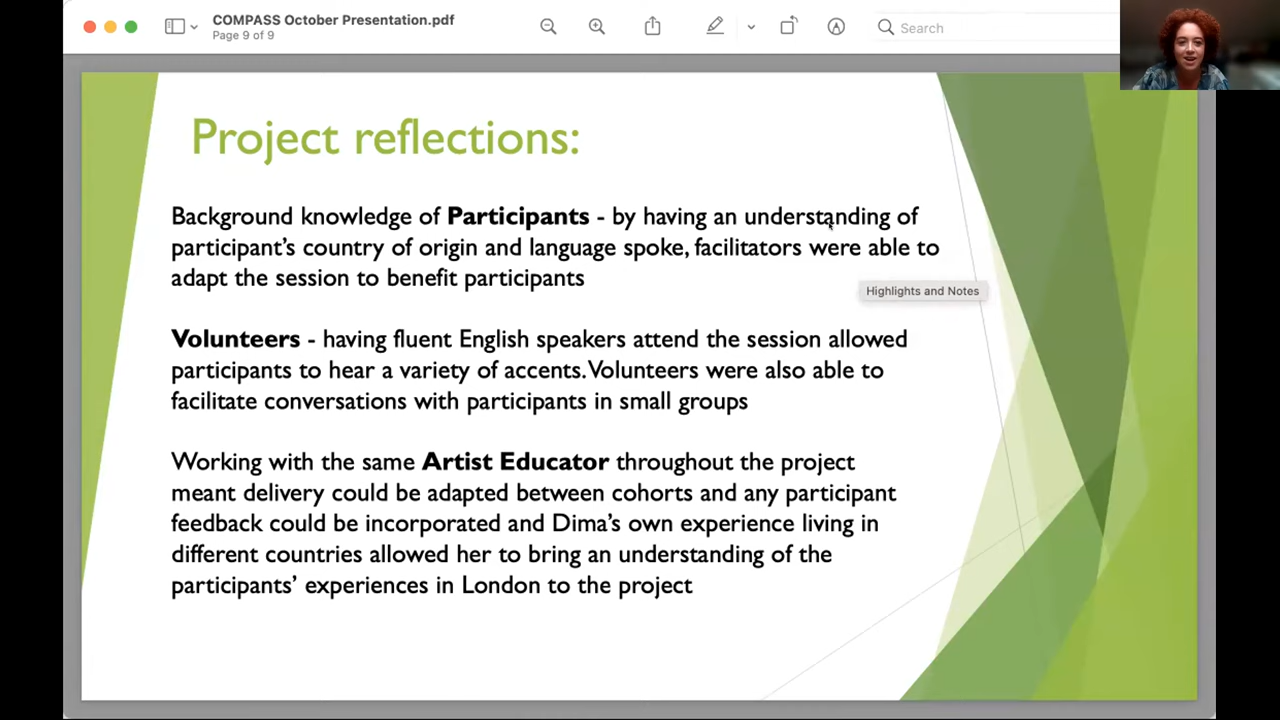 COMPASS October Presentation.pdf
Page 9 of 9
Search
Project reflections:
Background knowledge of Participants - by having an understanding of
participant's country of origin and language spoke, facilitators were able to
adapt the session to benefit participants
Highlights and Notes
Volunteers - having fluent English speakers attend the session allowed
participants to hear a variety of accents. Volunteers were also able to
facilitate conversations with participants in small groups
Working with the same Artist Educator throughout the project
meant delivery could be adapted between cohorts and any participant
feedback could be incorporated and Dima's own experience living in
different countries allowed her to bring an understanding of the
participants' experiences in London to the project